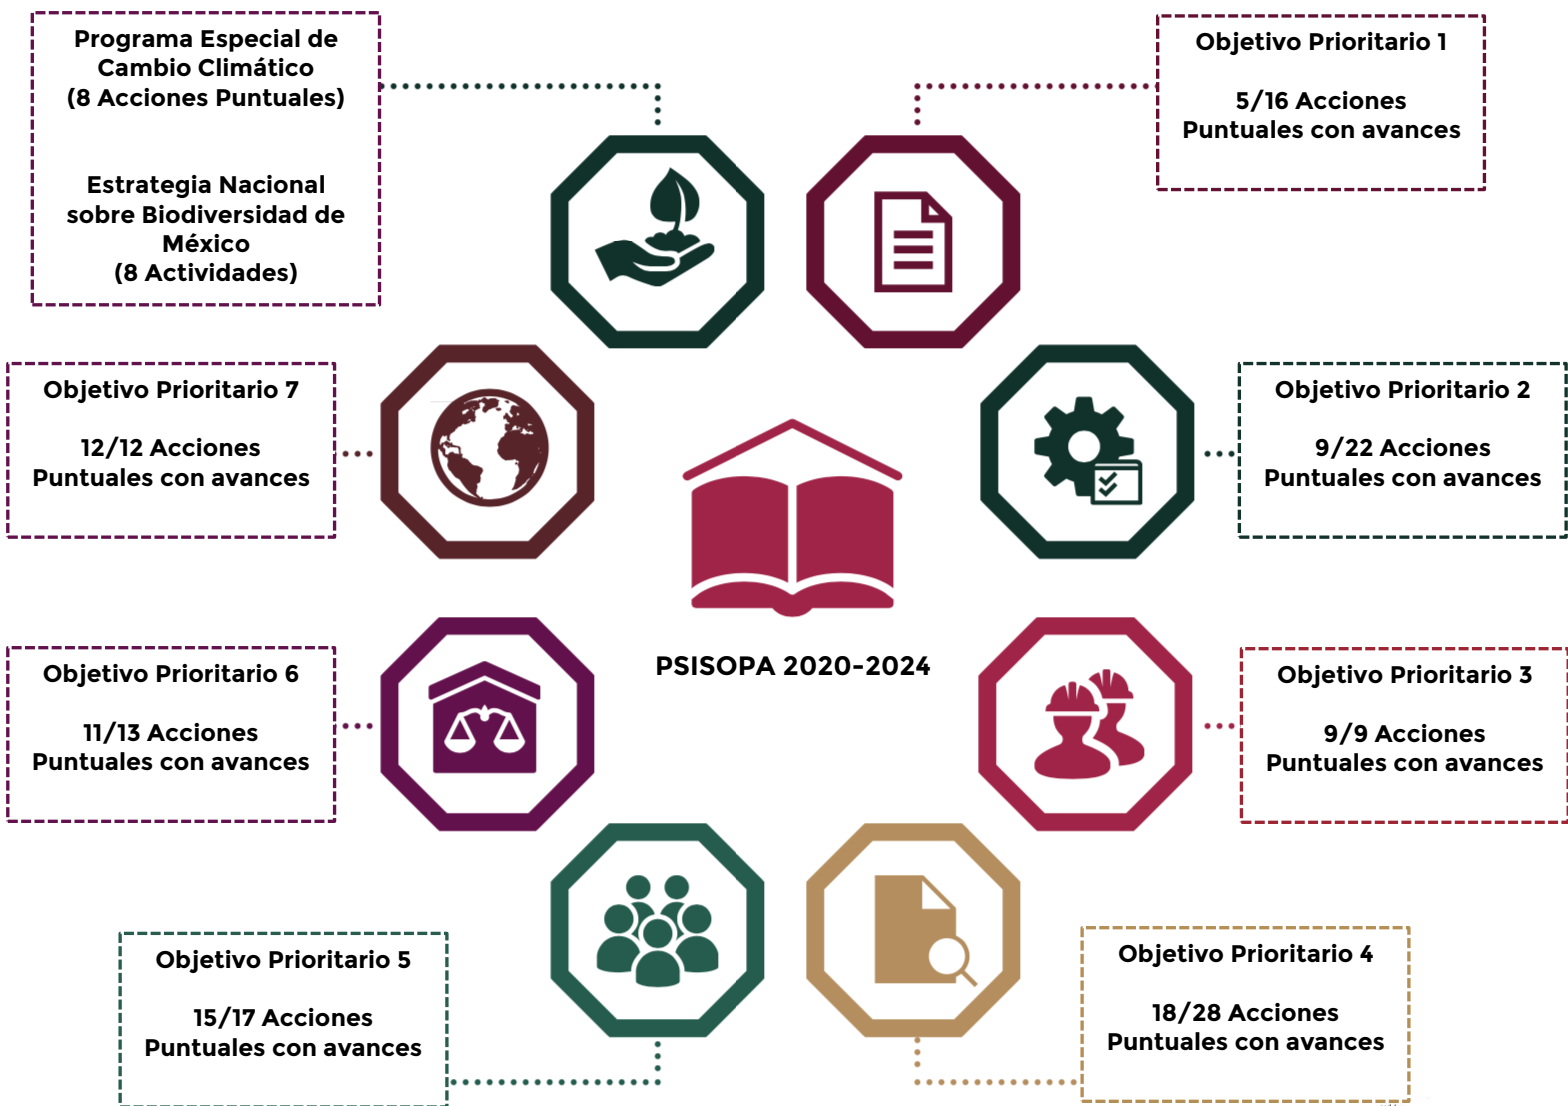 Programa Especial de
Cambio Climático
(8 Acciones Puntuales)
Estrategia Nacional
sobre Biodiversidad de
México
(8 Actividades)
Objetivo Prioritario 1
5/16 Acciones
Puntuales con avances
Objetivo Prioritario 7
12/12 Acciones
Puntuales con avances
Objetivo Prioritario 2
9/22 Acciones
Puntuales con avances
PSISOPA 2020-2024
Objetivo Prioritario 6
11/13 Acciones
Puntuales con avances
Objetivo Prioritario 3
9/9 Acciones
Puntuales con avances
Objetivo Prioritario 5
15/17 Acciones
Puntuales con avances
Objetivo Prioritario 4
18/28 Acciones
Puntuales con avances